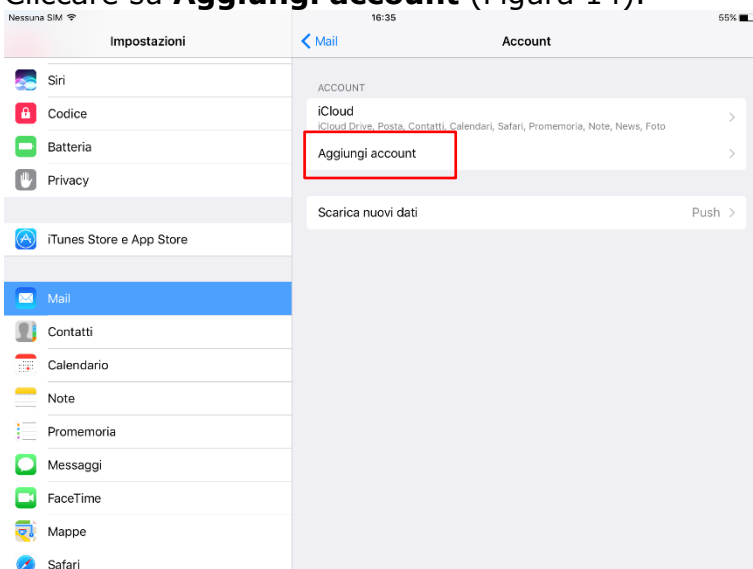 Cliccare su Aggiungi account (Figura 14).
Nessuna SIM 16:35 55%
Impostazioni
Siri
Codice
Batteria
Privacy
iTunes Store e App Store
Mail
Contatti
Calendario
Note
Promemoria
Messaggi
FaceTime
Mappe
Safari
Mail Account
ACCOUNT
iCloud
iCloud Drive, Posta, Contatti, Calendari, Safari, Promemoria, Note, News, Foto
Aggiungi account
Scarica nuovi dati Push